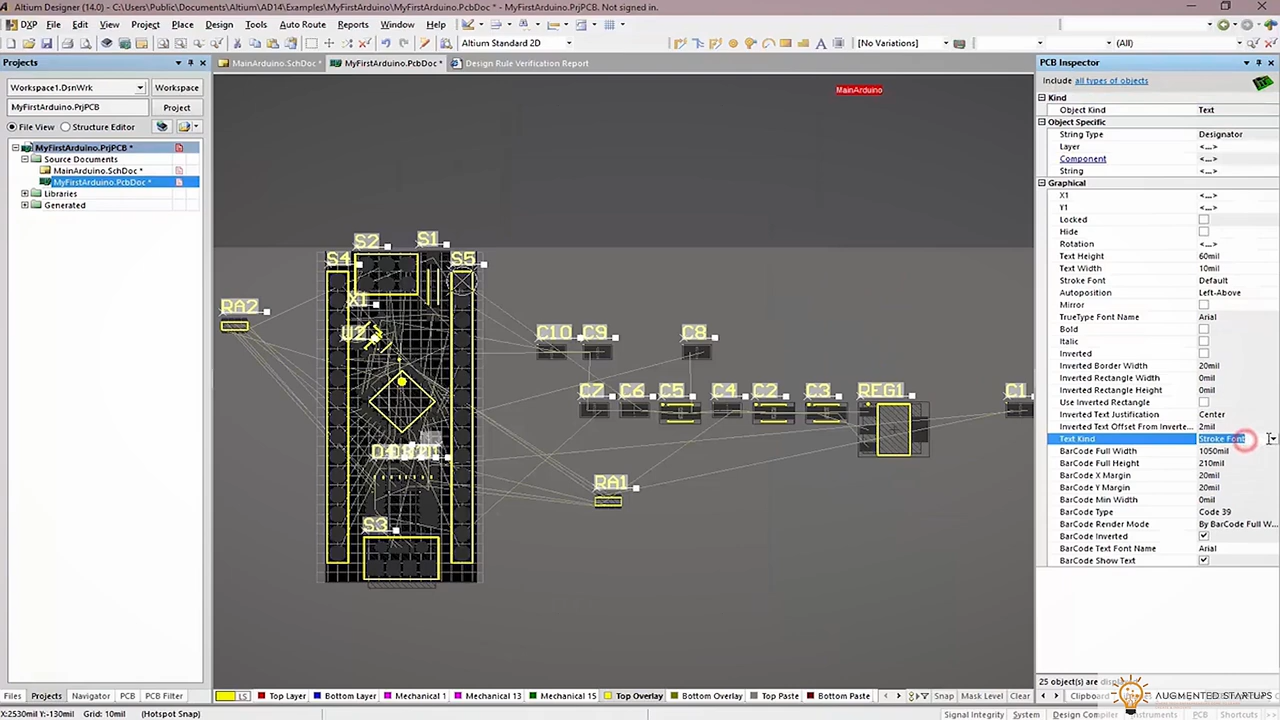 Altium Designer (14.0) - C:\Users\Public\Documents\Altium\AD14\Examples\MyFirstArduino\MyFirstArduino.PcbDoc * - MyFirstArduino.PrjPCB. Not signed in.
DXP File Edit View Project Place Design Tools Auto Route Reports Window Help
Altium Standard 2D [No Variations] (All)
Projects
MainArduino.SchDoc * MyFirstArduino.PcbDoc * Design Rule Verification Report
PCB Inspector
Workspace1.DsnWrk Workspace
MyFirstArduino.PrjPCB Project
File View Structure Editor
MyFirstArduino.PrjPCB *
Source Documents
MainArduino.SchDoc *
MyFirstArduino.PcbDoc *
Libraries
Generated
MainArduino
S2 S1
S4 S5
RA2
X1
U2
C10 C9 C8
C7 C6 C5 C4 C2 C3 REG1 C1
RA1
S3
Include all types of objects
Kind
Object Kind Text
Object Specific
String Type Designator
Layer <...>
Component <...>
String <...>
Graphical
X1 <...>
Y1 <...>
Locked
Hide
Rotation <...>
Text Height 60mil
Text Width 10mil
Stroke Font Default
Autoposition Left-Above
Mirror
TrueType Font Name Arial
Bold
Italic
Inverted
Inverted Border Width 20mil
Inverted Rectangle Width 0mil
Inverted Rectangle Height 0mil
Use Inverted Rectangle
Inverted Text Justification Center
Inverted Text Offset From Inverte... 2mil
Text Kind Stroke Font
BarCode Full Width 1050mil
BarCode Full Height 210mil
BarCode X Margin 20mil
BarCode Y Margin 20mil
BarCode Min Width 0mil
BarCode Type Code 39
BarCode Render Mode By BarCode Full W...
BarCode Inverted
BarCode Text Font Name Arial
BarCode Show Text
25 object(s) are
Files Projects Navigator PCB PCB Filter
LS Top Layer Bottom Layer Mechanical 1 Mechanical 13 Mechanical 15 Top Overlay Bottom Overlay Top Paste Bottom Paste Snap Mask Level Clear
Clipboard
AUGMENTED STARTUPS
X:2530mil Y:-130mil Grid: 10mil (Hotspot Snap)
Signal Integrity System Design Compiler Instruments PCB Shortcuts